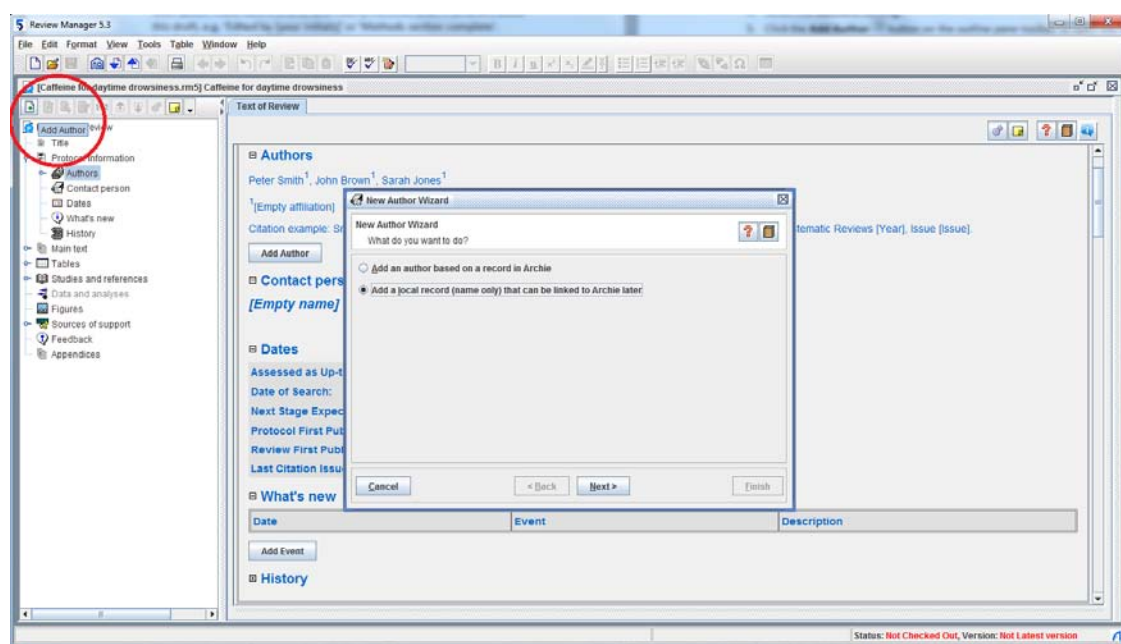 Review Manager 5.3
File Edit Format View Tools Table Window Help
[Caffeine for daytime drowsiness.rm5] Caffeine for daytime drowsiness
Text of Review
Add Author
Title
Protocol Information
Authors
Contact person
Dates
What's new
History
Main text
Tables
Studies and references
Data and analyses
Figures
Sources of support
Feedback
Appendices
Authors
Peter Smith1, John Brown1, Sarah Jones1
1[Empty affiliation]
Citation example: tematic Reviews [Year], Issue [Issue].
Add Author
Contact pers
[Empty name]
Dates
Assessed as Up-t
Date of Search:
Next Stage Expec
Protocol First Pub
Review First Publ
Last Citation Issu
What's new
Date Event Description
Add Event
History
New Author Wizard
New Author Wizard
What do you want to do?
Add an author based on a record in Archie
Add a local record (name only) that can be linked to Archie later
Cancel < Back Next > Finish
Status: Not Checked Out, Version: Not Latest version